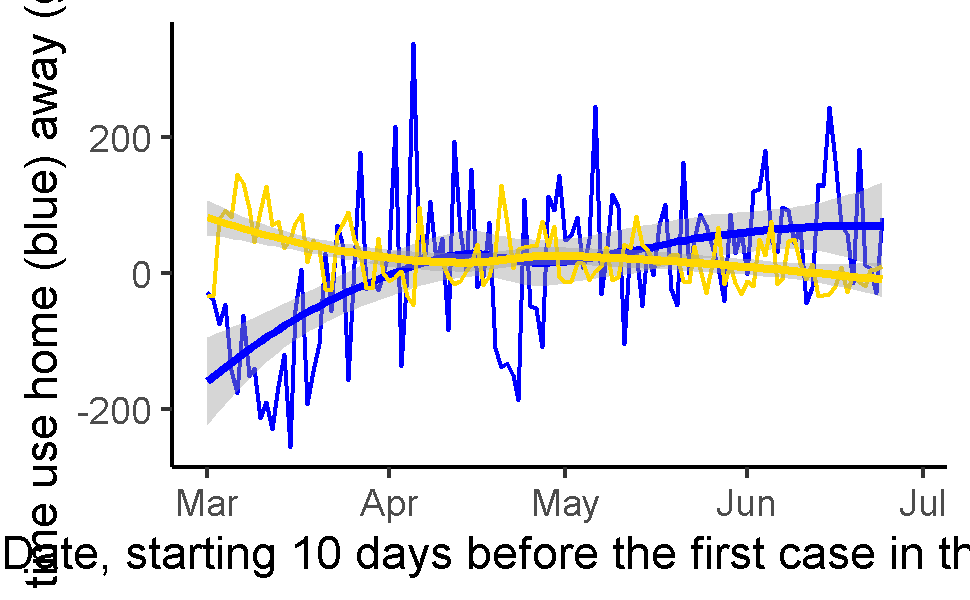 time use home (blue) away (
200
0
-200
Mar Apr May Jun Jul
Date, starting 10 days before the first case in th